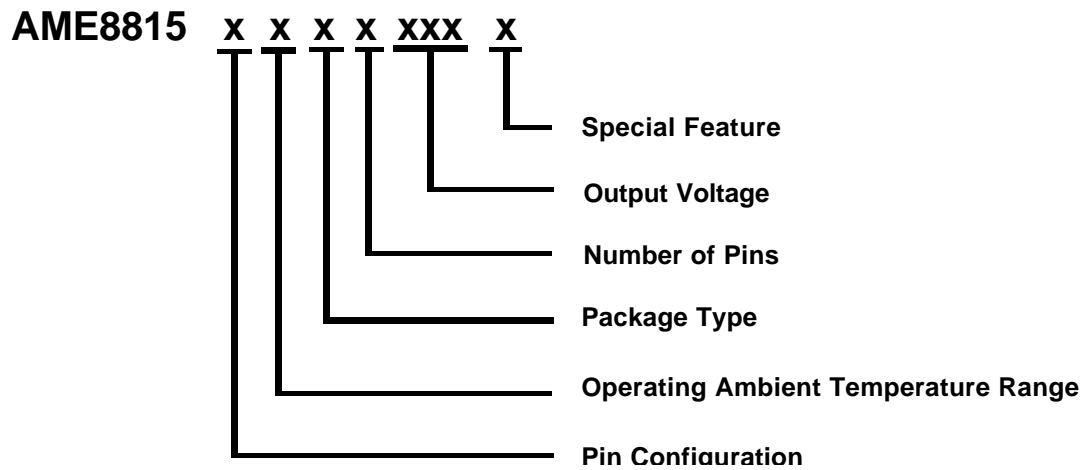 AME8815 x x x x xxx x
Special Feature
Output Voltage
Number of Pins
Package Type
Operating Ambient Temperature Range
Pin Configuration